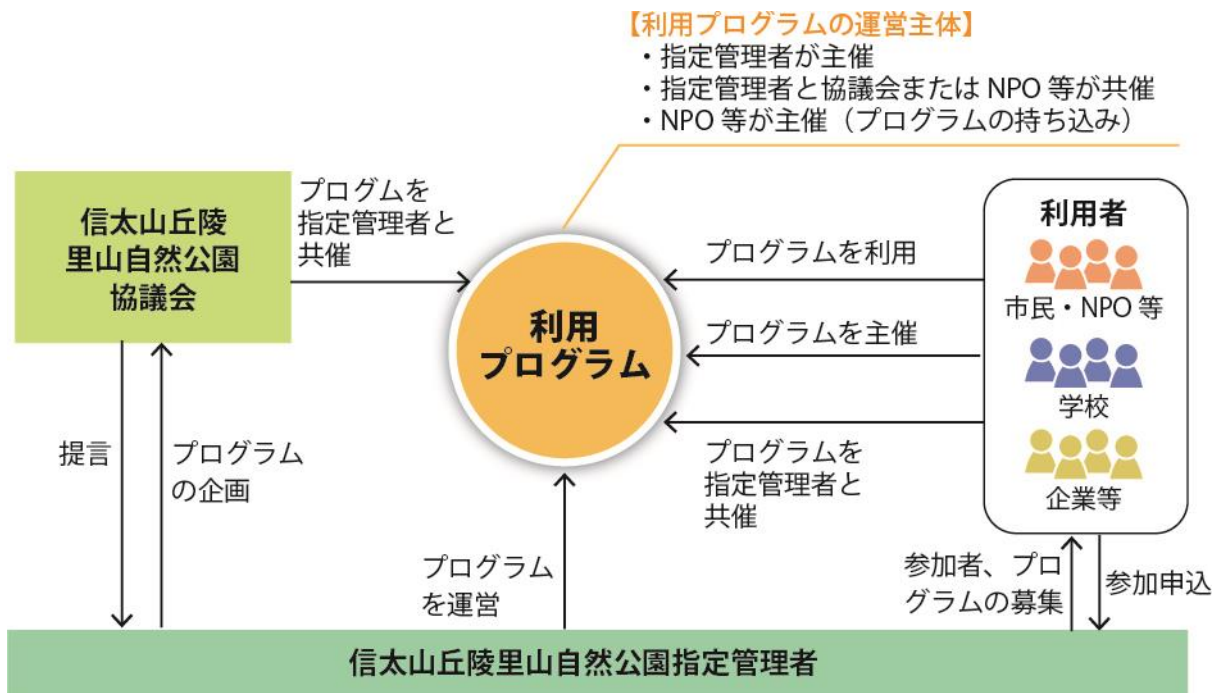 【利用プログラムの運営主体】
・指定管理者が主催
・指定管理者と協議会または NPO 等が共催
・NPO 等が主催（プログラムの持ち込み）
信太山丘陵
里山自然公園
協議会
プログムを
指定管理者と
共催
利用
プログラム
プログラムを利用
プログラムを主催
プログラムを
指定管理者と
共催
利用者
市民・NPO 等
学校
企業等
提言
プログラム
の企画
プログラム
を運営
参加者、プロ
グラムの募集
参加申込
信太山丘陵里山自然公園指定管理者